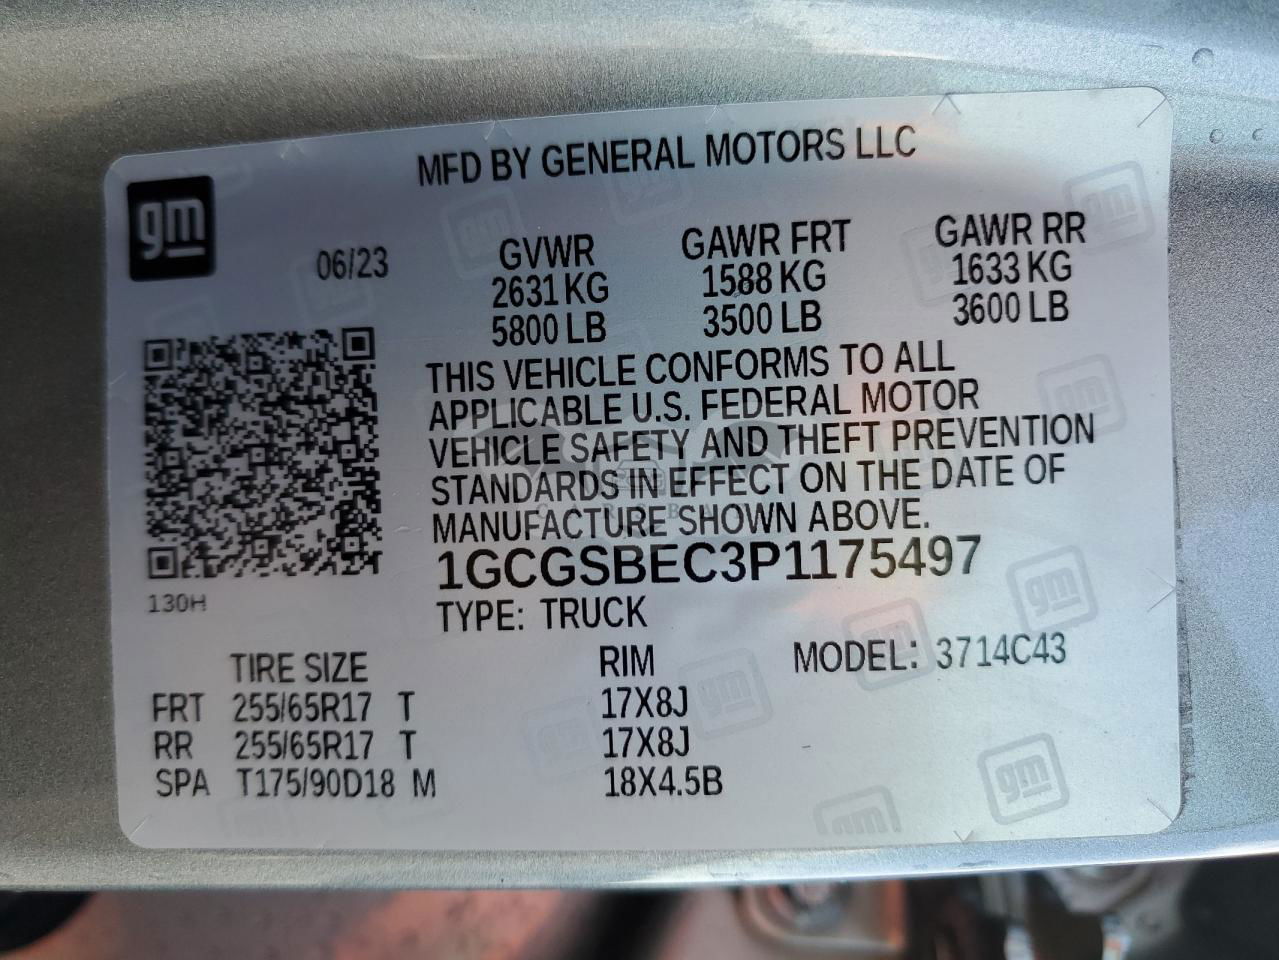 MFD BY GENERAL MOTORS LLC
gm
06/23
GVWR GAWR FRT GAWR RR
2631 KG 1588 KG 1633 KG
5800 LB 3500 LB 3600 LB
THIS VEHICLE CONFORMS TO ALL
APPLICABLE U.S. FEDERAL MOTOR
VEHICLE SAFETY AND THEFT PREVENTION
STANDARDS IN EFFECT ON THE DATE OF
MANUFACTURE SHOWN ABOVE.
1GCGSBEC3P1175497
130H
TYPE: TRUCK
TIRE SIZE RIM MODEL: 3714C43
FRT 255/65R17 T 17X8J
RR 255/65R17 T 17X8J
SPA T175/90D18 M 18X4.5B